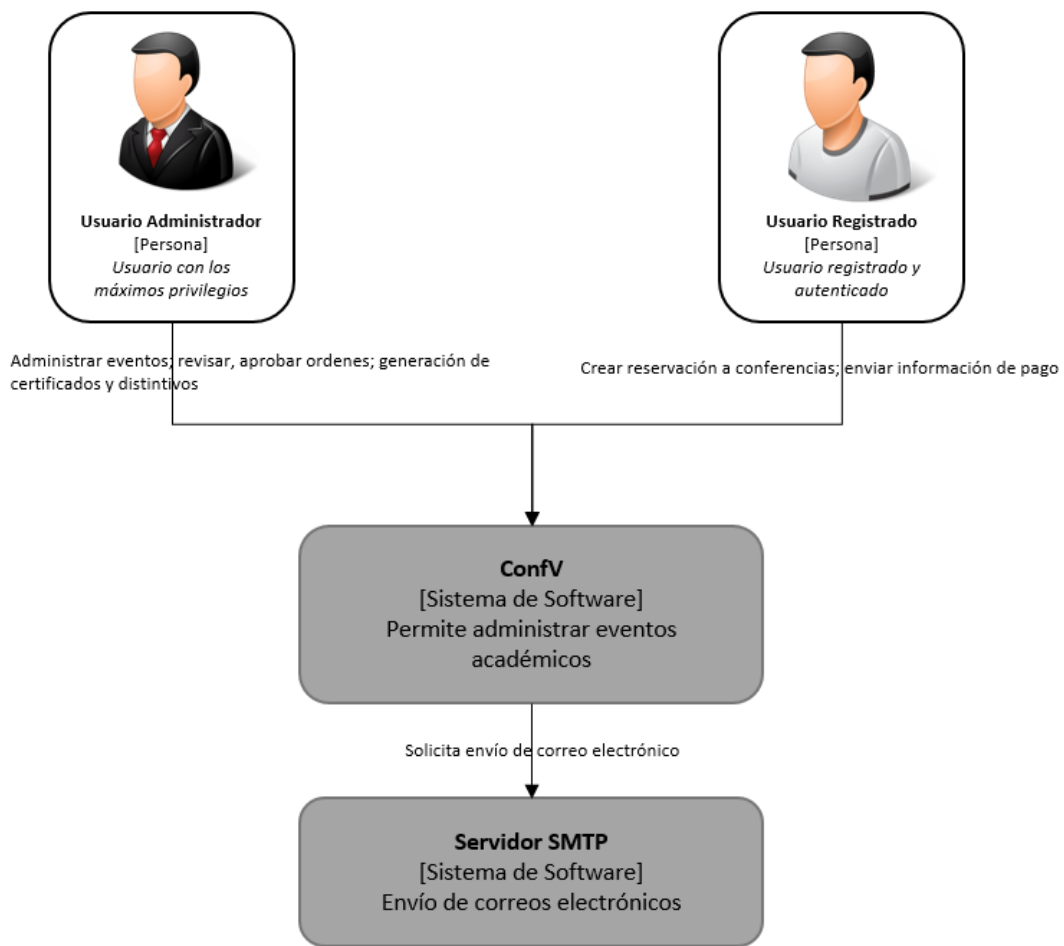 Usuario Administrador
[Persona]
Usuario con los
máximos privilegios
Usuario Registrado
[Persona]
Usuario registrado y
autenticado
Administrar eventos; revisar, aprobar ordenes; generación de
certificados y distintivos
Crear reservación a conferencias; enviar información de pago
ConfV
[Sistema de Software]
Permite administrar eventos
académicos
Solicita envío de correo electrónico
Servidor SMTP
[Sistema de Software]
Envío de correos electrónicos